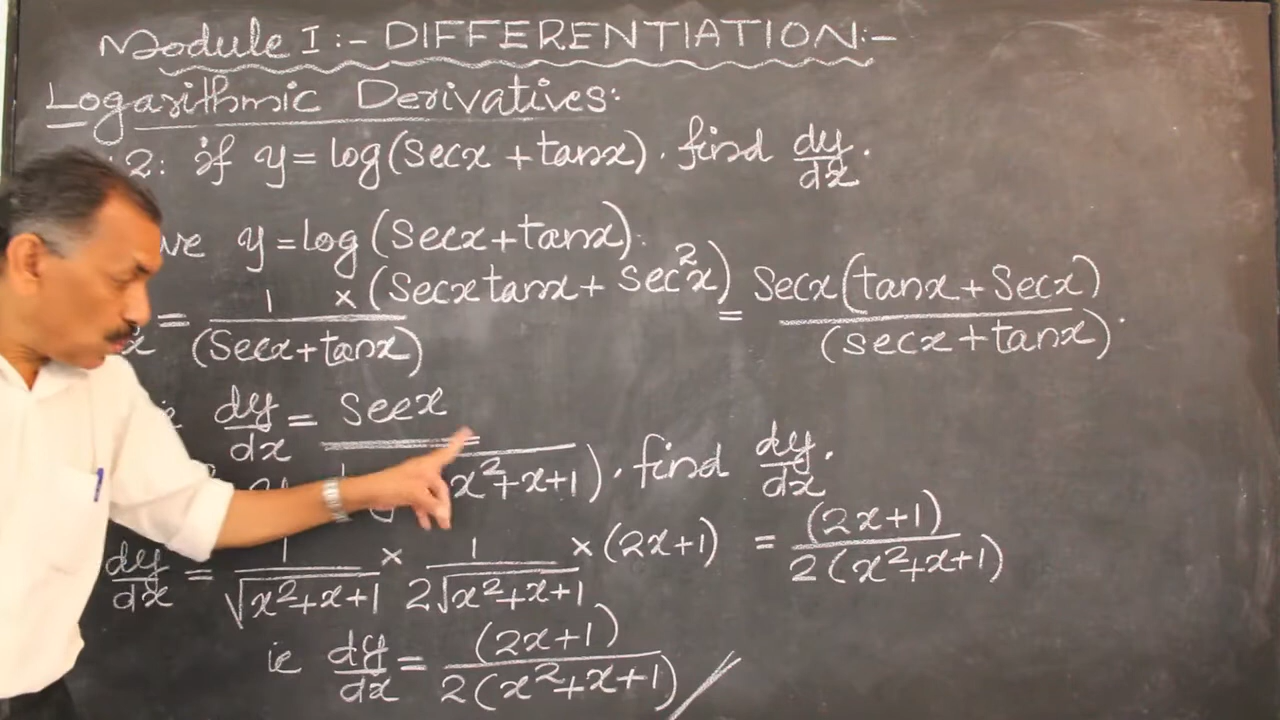 Module I :- DIFFERENTIATION:-
Logarithmic Derivatives:
2: if y = log(secx + tanx). find dy/dx.
ve y = log(secx + tanx).
= 1/(secx + tanx) × (secx tanx + sec²x) = secx(tanx + secx)/(secx + tanx).
dy/dx = secx
x²+x+1). find dy/dx.
dy/dx = 1/√x²+x+1 × 1/2√x²+x+1 × (2x+1) = (2x+1)/2(x²+x+1)
ie dy/dx = (2x+1)/2(x²+x+1)